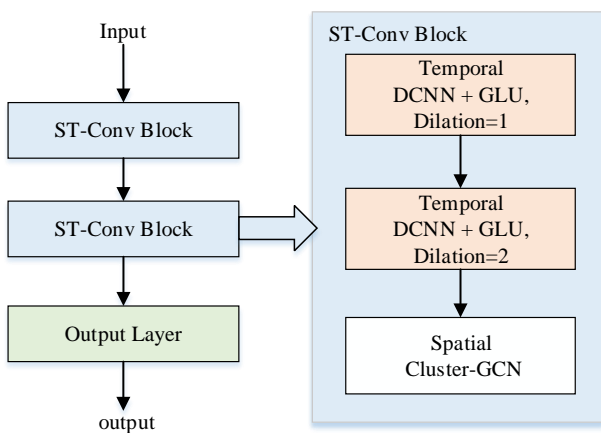 Input
ST-Conv Block
ST-Conv Block
Output Layer
output
ST-Conv Block
Temporal
DCNN + GLU,
Dilation=1
Temporal
DCNN + GLU,
Dilation=2
Spatial
Cluster-GCN